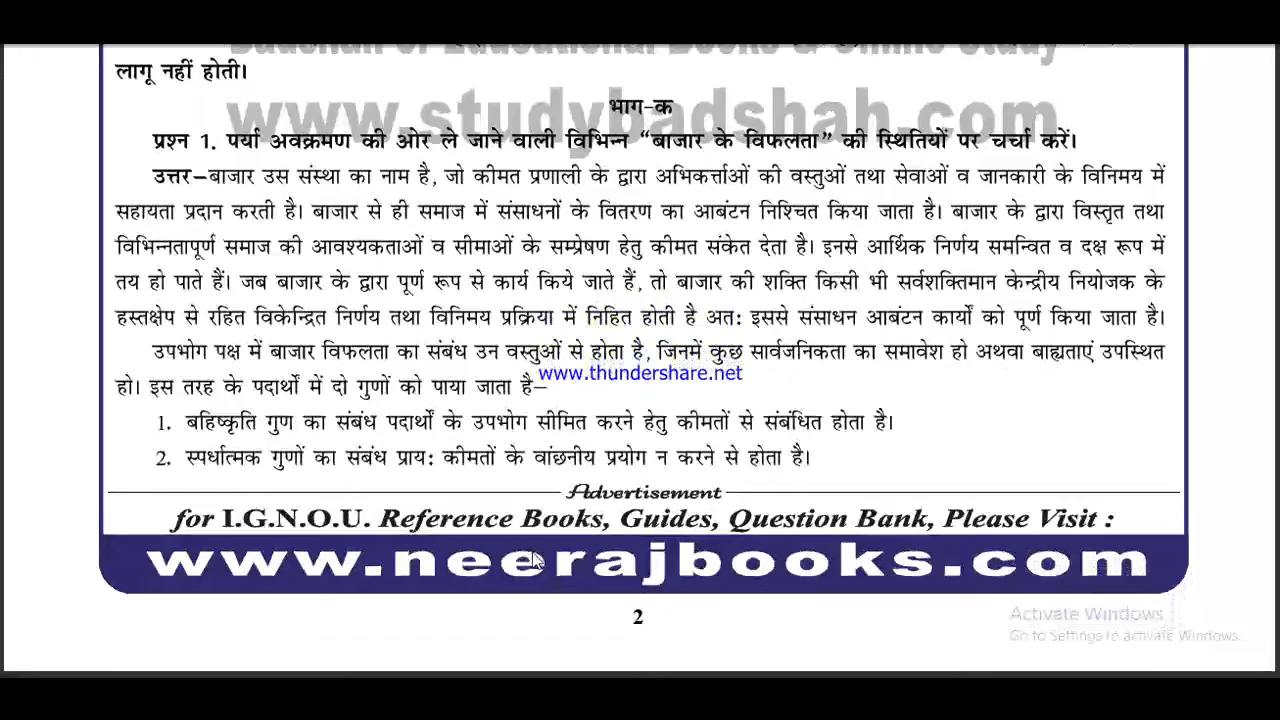 Badshah of Educational Books & Online Study
लागू नहीं होती।
www.studybadshah.com
भाग-क
प्रश्न 1. पर्या अवक्रमण की ओर ले जाने वाली विभिन्न “बाजार के विफलता” की स्थितियों पर चर्चा करें।
उत्तर–बाजार उस संस्था का नाम है, जो कीमत प्रणाली के द्वारा अभिकर्त्ताओं की वस्तुओं तथा सेवाओं व जानकारी के विनिमय में
सहायता प्रदान करती है। बाजार से ही समाज में संसाधनों के वितरण का आबंटन निश्चित किया जाता है। बाजार के द्वारा विस्तृत तथा
विभिन्नतापूर्ण समाज की आवश्यकताओं व सीमाओं के सम्प्रेषण हेतु कीमत संकेत देता है। इनसे आर्थिक निर्णय समन्वित व दक्ष रूप में
तय हो पाते हैं। जब बाजार के द्वारा पूर्ण रूप से कार्य किये जाते हैं, तो बाजार की शक्ति किसी भी सर्वशक्तिमान केन्द्रीय नियोजक के
हस्तक्षेप से रहित विकेन्द्रित निर्णय तथा विनिमय प्रक्रिया में निहित होती है अत: इससे संसाधन आबंटन कार्यों को पूर्ण किया जाता है।
उपभोग पक्ष में बाजार विफलता का संबंध उन वस्तुओं से होता है, जिनमें कुछ सार्वजनिकता का समावेश हो अथवा बाह्यताएं उपस्थित
www.thundershare.net
हो। इस तरह के पदार्थों में दो गुणों को पाया जाता है–
1. बहिष्कृति गुण का संबंध पदार्थों के उपभोग सीमित करने हेतु कीमतों से संबंधित होता है।
2. स्पर्धात्मक गुणों का संबंध प्राय: कीमतों के वांछनीय प्रयोग न करने से होता है।
Advertisement
for I.G.N.O.U. Reference Books, Guides, Question Bank, Please Visit :
www.neerajbooks.com
2
Activate Windows
Go to Settings to activate Windows.